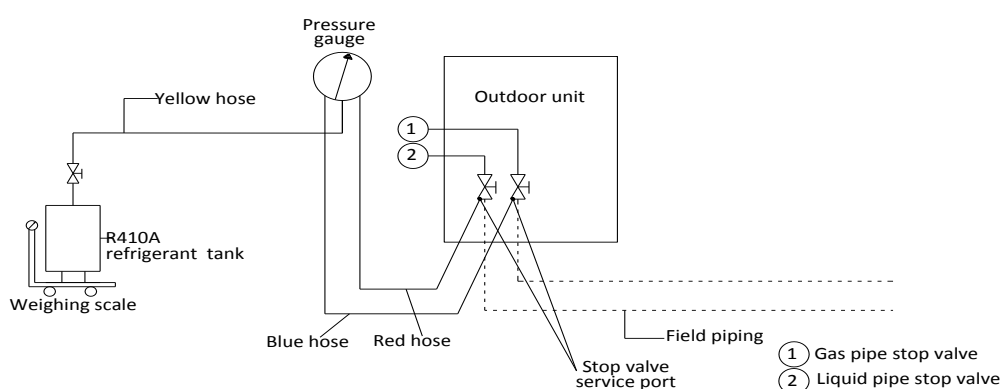 Pressure
gauge
Yellow hose
Outdoor unit
1
2
R410A
refrigerant tank
Weighing scale
Blue hose
Red hose
Field piping
Stop valve
service port
1 Gas pipe stop valve
2 Liquid pipe stop valve